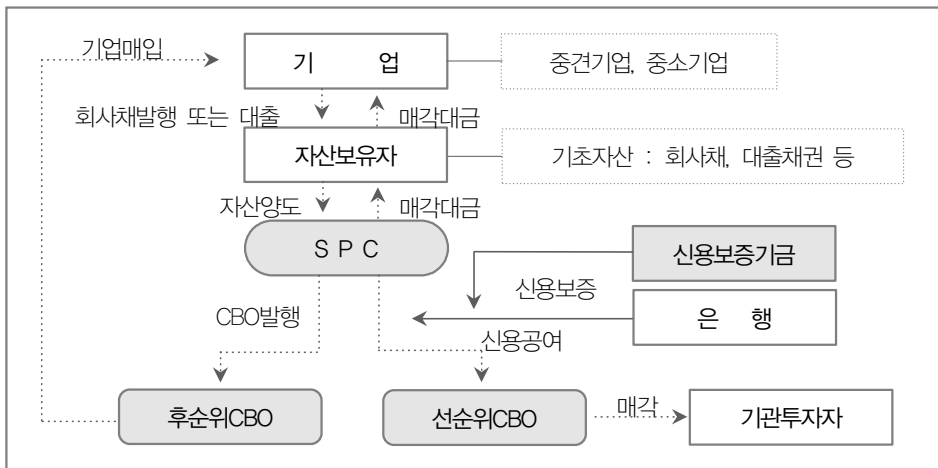 기업매입
기 업
중견기업, 중소기업
회사채발행 또는 대출
매각대금
자산보유자
기초자산 : 회사채, 대출채권 등
자산양도
매각대금
S P C
신용보증기금
신용보증
CBO발행
은 행
신용공여
후순위CBO
선순위CBO
매각
기관투자자